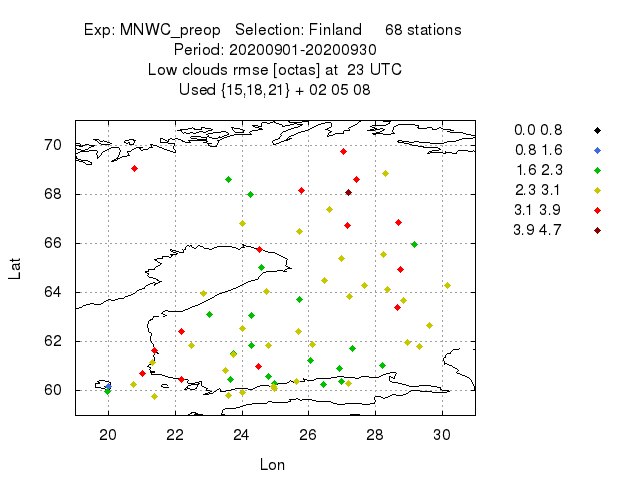 Exp: MNWC_preop   Selection: Finland      68 stations
Period: 20200901-20200930
Low clouds rmse [octas] at  23 UTC
Used {15,18,21} + 02 05 08
0.0 0.8
0.8 1.6
1.6 2.3
2.3 3.1
3.1 3.9
3.9 4.7
70
68
66
64
62
60
Lat
20 22 24 26 28 30
Lon